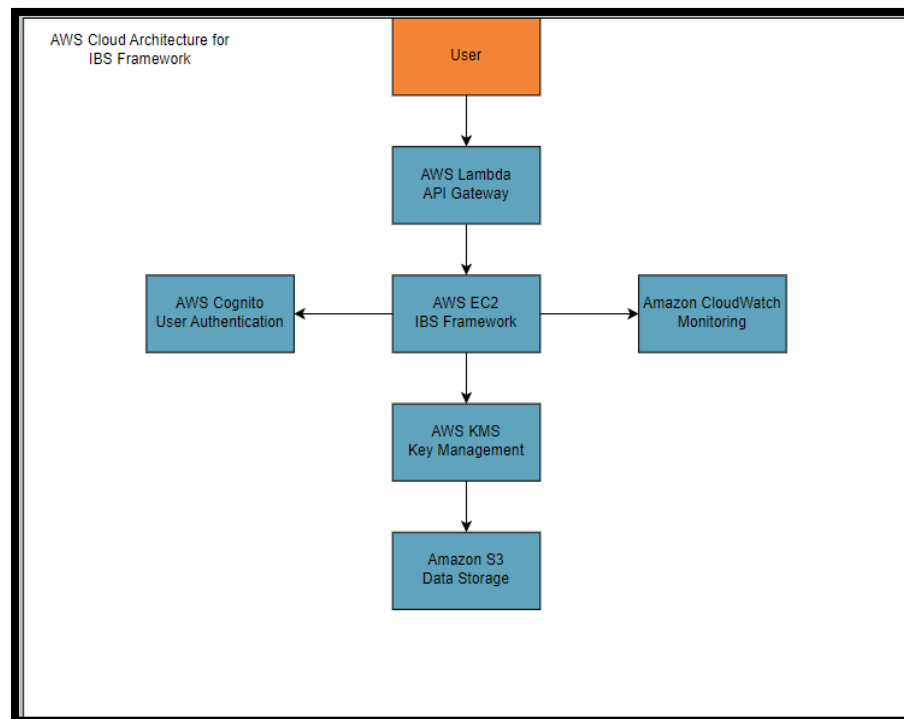 AWS Cloud Architecture for
IBS Framework
User
AWS Lambda
API Gateway
AWS Cognito
User Authentication
AWS EC2
IBS Framework
Amazon CloudWatch
Monitoring
AWS KMS
Key Management
Amazon S3
Data Storage